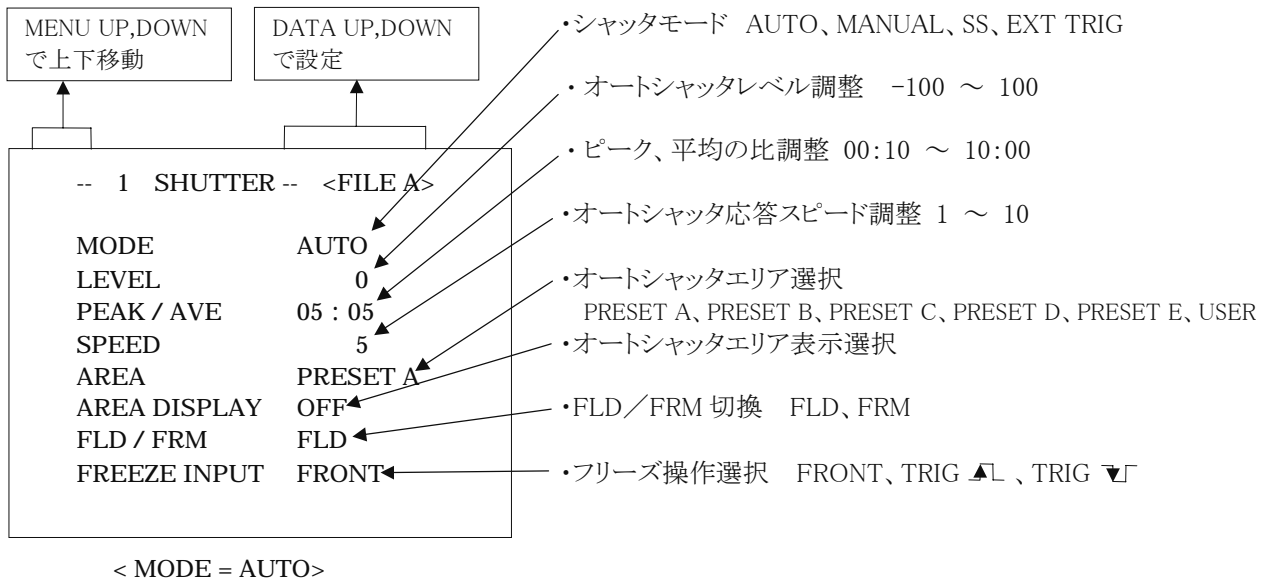 MENU UP,DOWN
で上下移動
DATA UP,DOWN
で設定
・シャッタモード AUTO、MANUAL、SS、EXT TRIG
・オートシャッタレベル調整 -100 ～ 100
・ピーク、平均の比調整 00:10 ～ 10:00
・オートシャッタ応答スピード調整 1 ～ 10
・オートシャッタエリア選択
PRESET A、PRESET B、PRESET C、PRESET D、PRESET E、USER
・オートシャッタエリア表示選択
・FLD／FRM 切換 FLD、FRM
・フリーズ操作選択 FRONT、TRIG 、TRIG
-- 1 SHUTTER -- <FILE A>
MODE AUTO
LEVEL 0
PEAK / AVE 05 : 05
SPEED 5
AREA PRESET A
AREA DISPLAY OFF
FLD / FRM FLD
FREEZE INPUT FRONT
< MODE = AUTO>